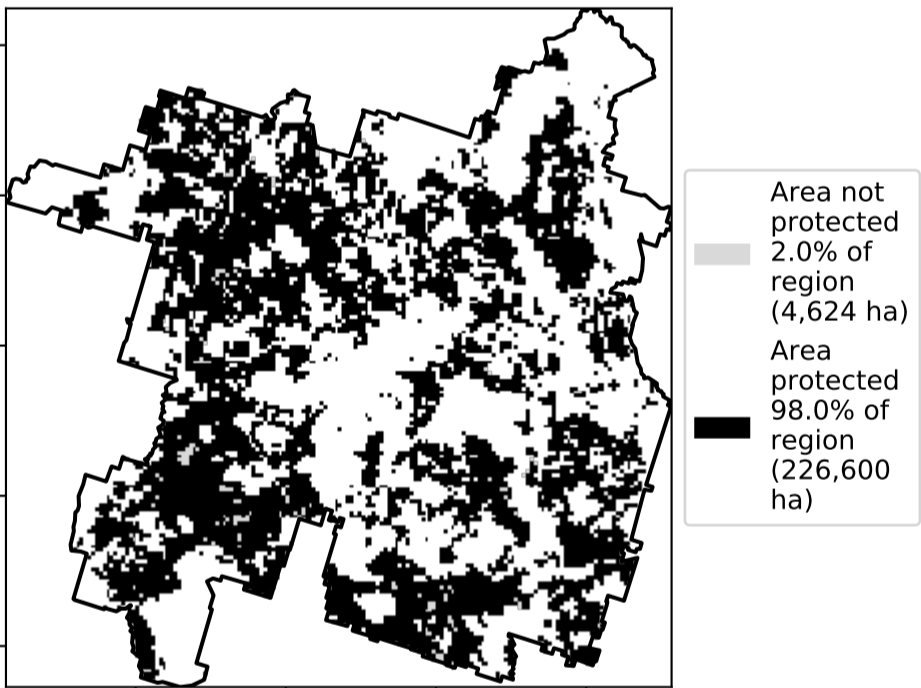 Area not
protected
2.0% of
region
(4,624 ha)
Area
protected
98.0% of
region
(226,600
ha)